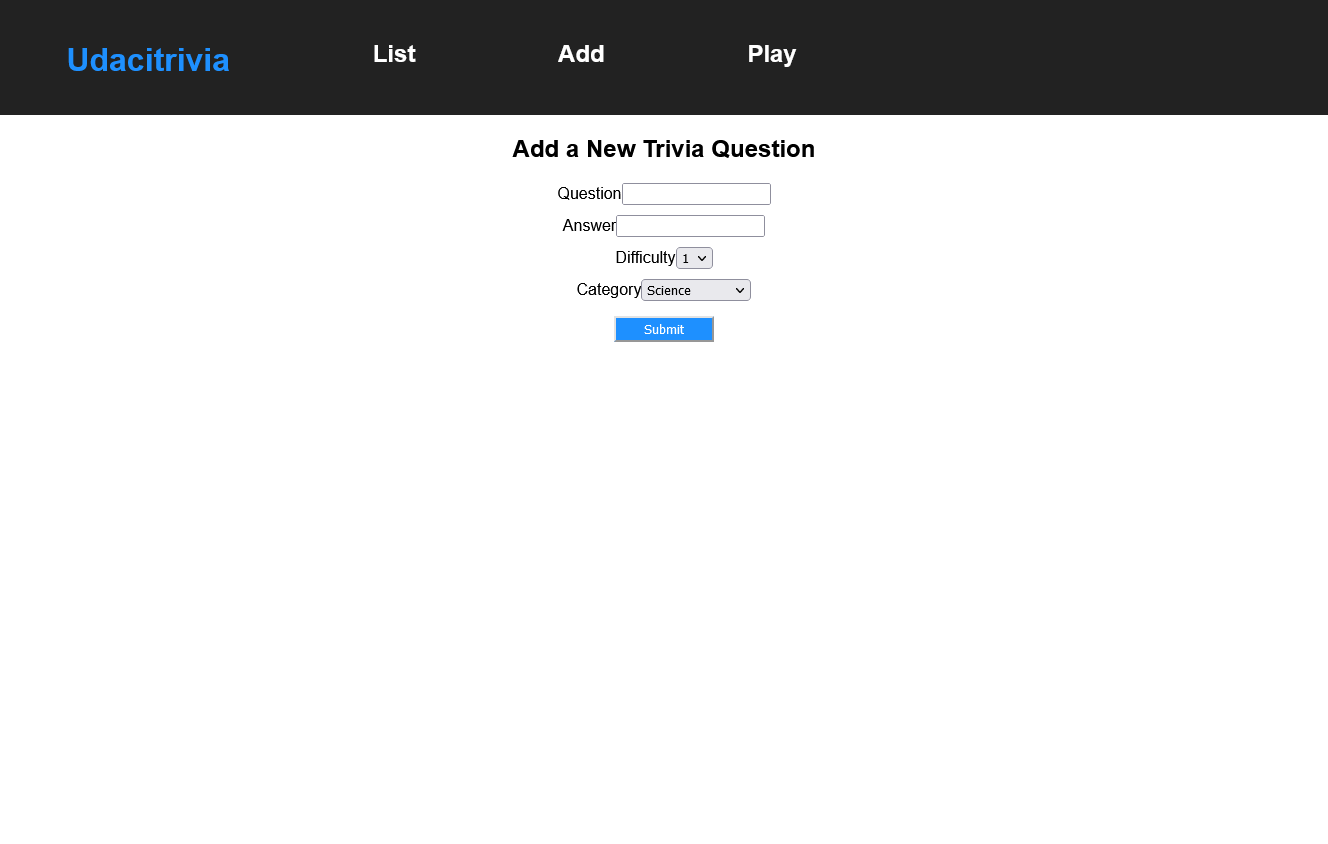 Udacitrivia List Add Play
Add a New Trivia Question
Question
Answer
Difficulty 1
Category Science
Submit